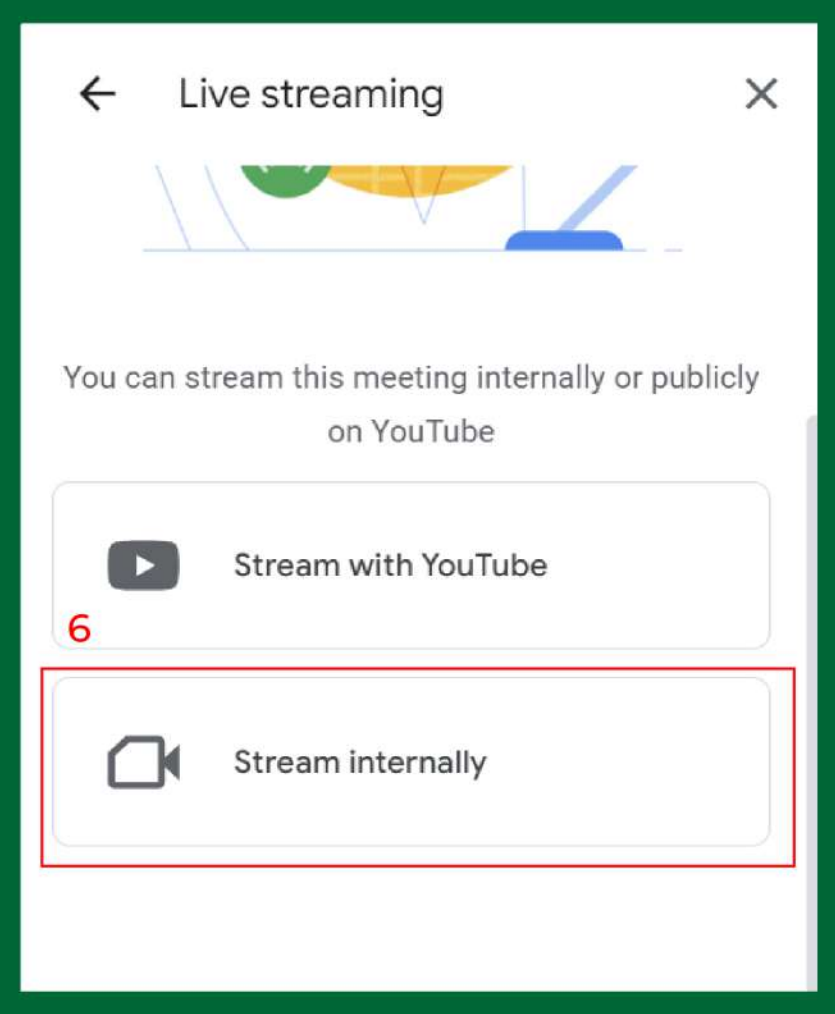 Live streaming
You can stream this meeting internally or publicly
on YouTube
Stream with YouTube
6
Stream internally